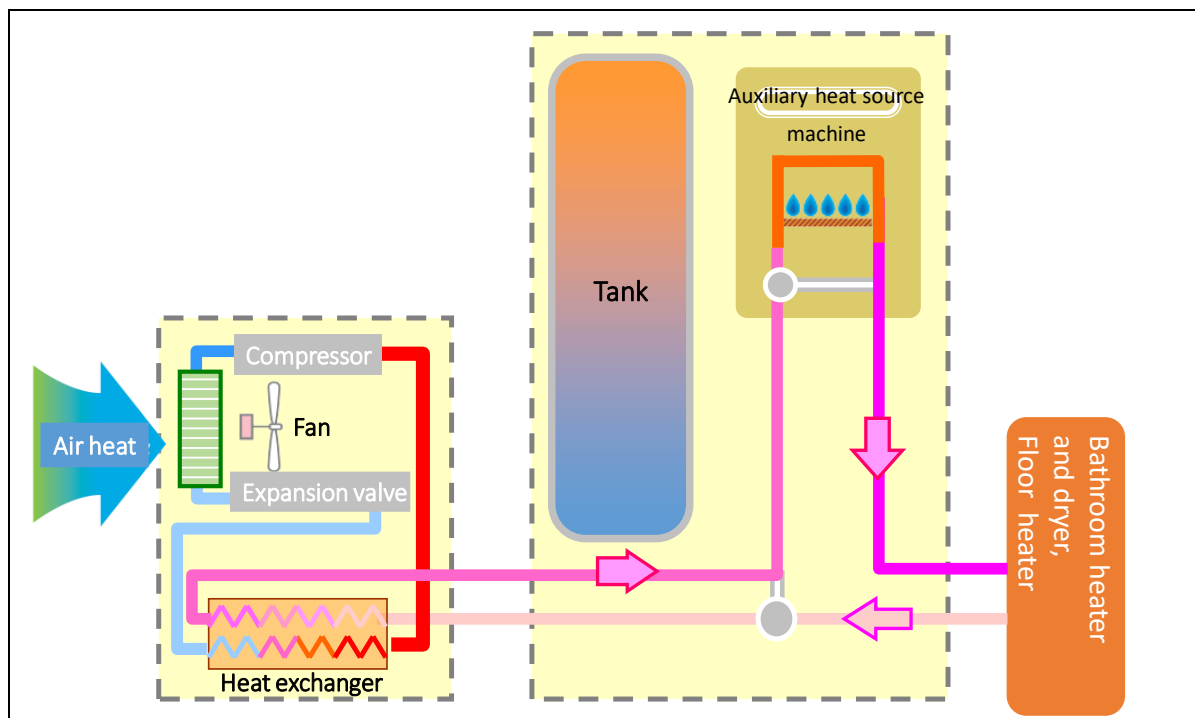 Auxiliary heat source
machine
Tank
Compressor
Fan
Air heat
Expansion valve
Heat exchanger
Bathroom heater
and dryer,
Floor heater